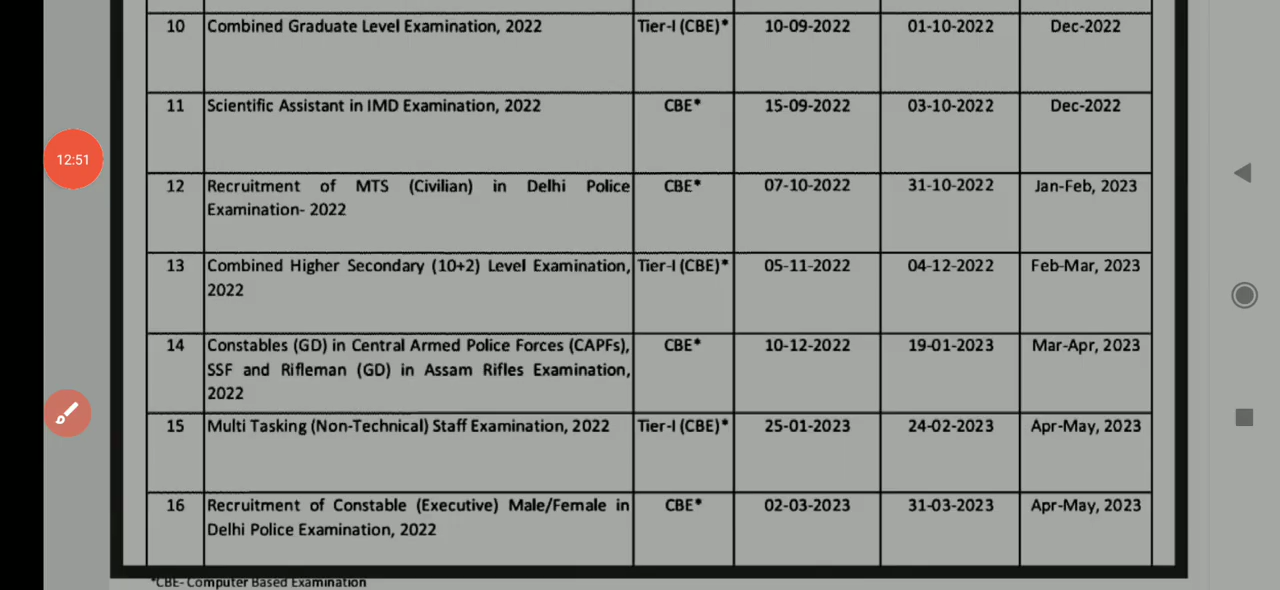 10 Combined Graduate Level Examination, 2022 Tier-I (CBE)* 10-09-2022 01-10-2022 Dec-2022
11 Scientific Assistant in IMD Examination, 2022 CBE* 15-09-2022 03-10-2022 Dec-2022
12:51
12 Recruitment of MTS (Civilian) in Delhi Police CBE* 07-10-2022 31-10-2022 Jan-Feb, 2023
Examination- 2022
13 Combined Higher Secondary (10+2) Level Examination, Tier-I (CBE)* 05-11-2022 04-12-2022 Feb-Mar, 2023
2022
14 Constables (GD) in Central Armed Police Forces (CAPFs), CBE* 10-12-2022 19-01-2023 Mar-Apr, 2023
SSF and Rifleman (GD) in Assam Rifles Examination,
2022
15 Multi Tasking (Non-Technical) Staff Examination, 2022 Tier-I (CBE)* 25-01-2023 24-02-2023 Apr-May, 2023
16 Recruitment of Constable (Executive) Male/Female in CBE* 02-03-2023 31-03-2023 Apr-May, 2023
Delhi Police Examination, 2022
*CBE- Computer Based Examination